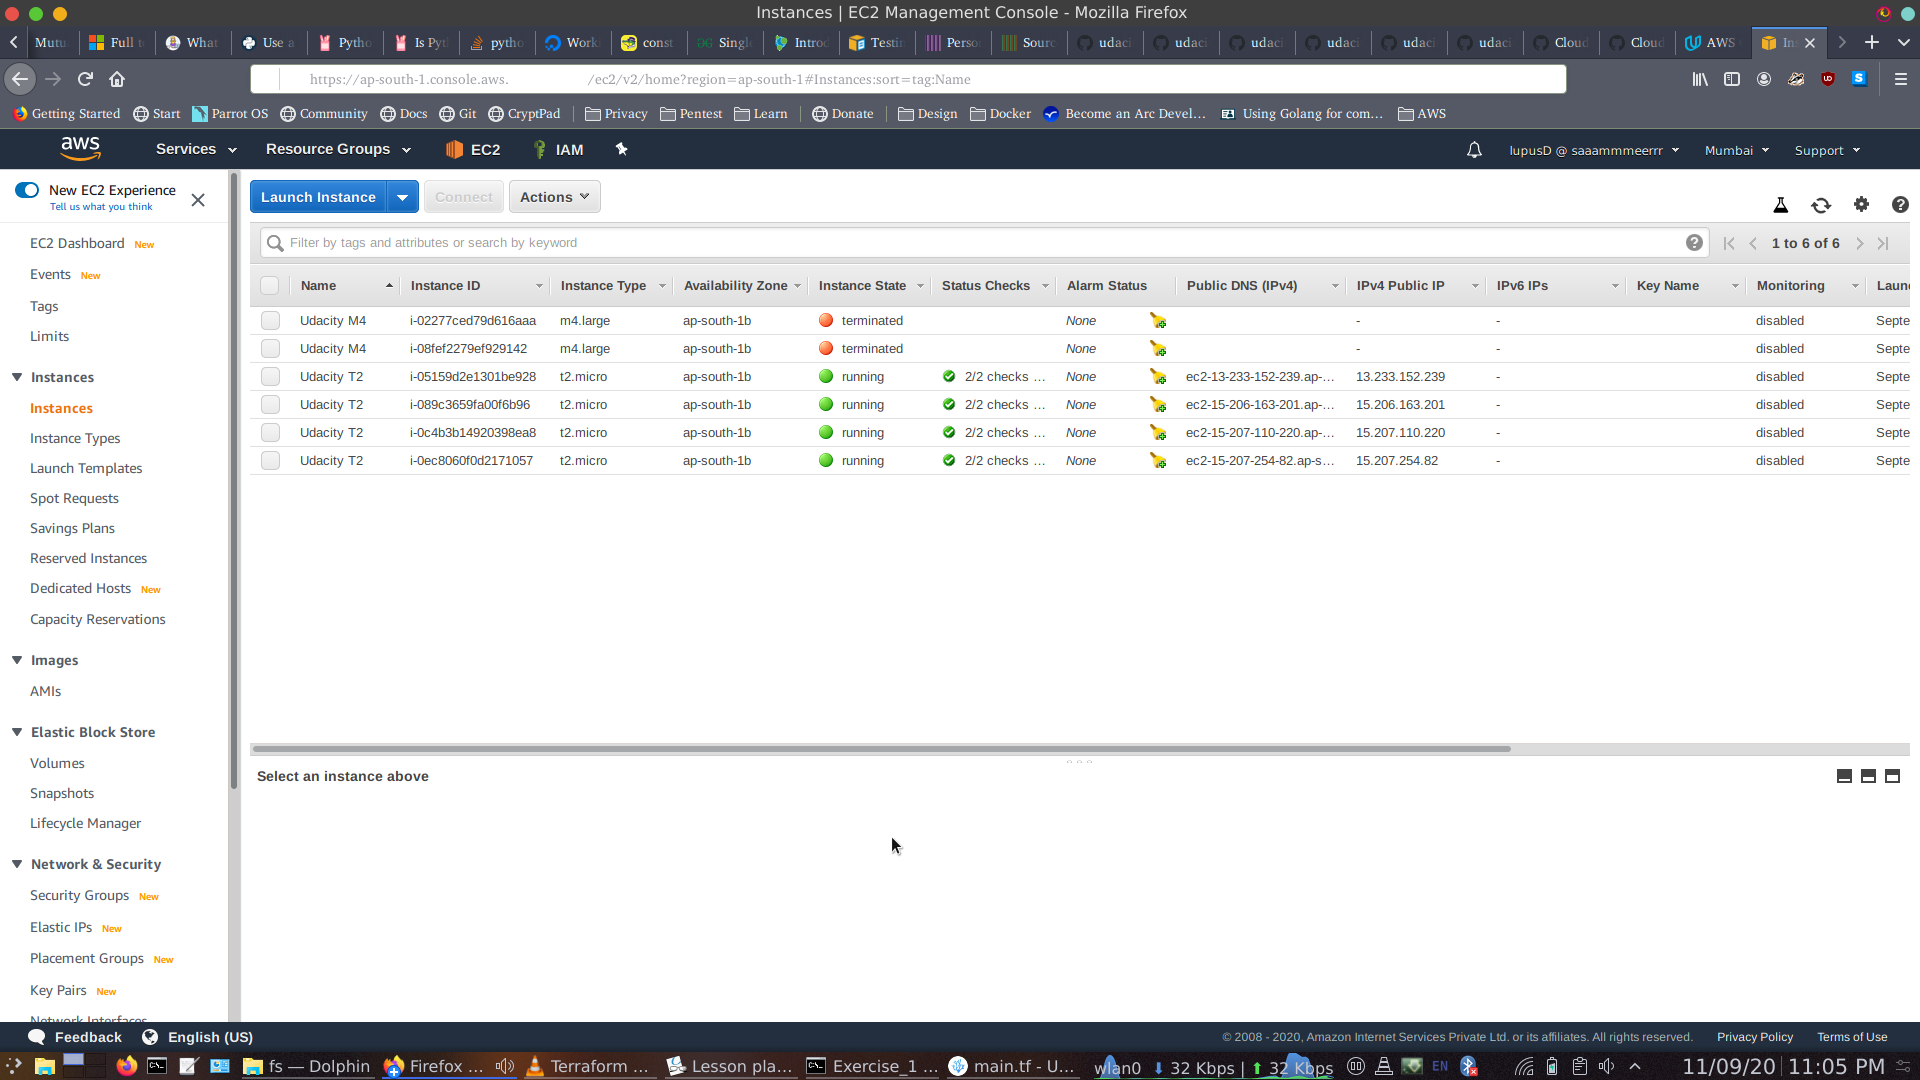 Instances | EC2 Management Console - Mozilla Firefox
Full What Use a Pytho Is Pyt pytho Work const Singl Introd Testin Perso Sourc udaci udaci udaci udaci udaci udaci Cloud Cloud AWS
https://ap-south-1.console.aws. /ec2/v2/home?region=ap-south-1#Instances:sort=tag:Name
Getting Started Start Parrot OS Community Docs Git CryptPad Privacy Pentest Learn Donate Design Docker Become an Arc Devel... Using Golang for com... AWS
aws Services Resource Groups EC2 IAM lupusD @ saaammmeerrr Mumbai Support
New EC2 Experience
Tell us what you think
Launch Instance Connect Actions
Filter by tags and attributes or search by keyword 1 to 6 of 6
Name Instance ID Instance Type Availability Zone Instance State Status Checks Alarm Status Public DNS (IPv4) IPv4 Public IP IPv6 IPs Key Name Monitoring Laun
Udacity M4 i-02277ced79d616aaa m4.large ap-south-1b terminated None - - disabled Septe
Udacity M4 i-08fef2279ef929142 m4.large ap-south-1b terminated None - - disabled Septe
Udacity T2 i-05159d2e1301be928 t2.micro ap-south-1b running 2/2 checks ... None ec2-13-233-152-239.ap-... 13.233.152.239 - disabled Septe
Udacity T2 i-089c3659fa00f6b96 t2.micro ap-south-1b running 2/2 checks ... None ec2-15-206-163-201.ap-... 15.206.163.201 - disabled Septe
Udacity T2 i-0c4b3b14920398ea8 t2.micro ap-south-1b running 2/2 checks ... None ec2-15-207-110-220.ap-... 15.207.110.220 - disabled Septe
Udacity T2 i-0ec8060f0d2171057 t2.micro ap-south-1b running 2/2 checks ... None ec2-15-207-254-82.ap-s... 15.207.254.82 - disabled Septe
Select an instance above
EC2 Dashboard New
Events New
Tags
Limits
Instances
Instances
Instance Types
Launch Templates
Spot Requests
Savings Plans
Reserved Instances
Dedicated Hosts New
Capacity Reservations
Images
AMIs
Elastic Block Store
Volumes
Snapshots
Lifecycle Manager
Network & Security
Security Groups New
Elastic IPs New
Placement Groups New
Key Pairs New
Network Interfaces
Feedback English (US) © 2008 - 2020, Amazon Internet Services Private Ltd. or its affiliates. All rights reserved. Privacy Policy Terms of Use
fs — Dolphin Firefox ... Terraform ... Lesson pla... Exercise_1 ... main.tf - U... wlan0 32 Kbps | 32 Kbps EN 11/09/20 11:05 PM